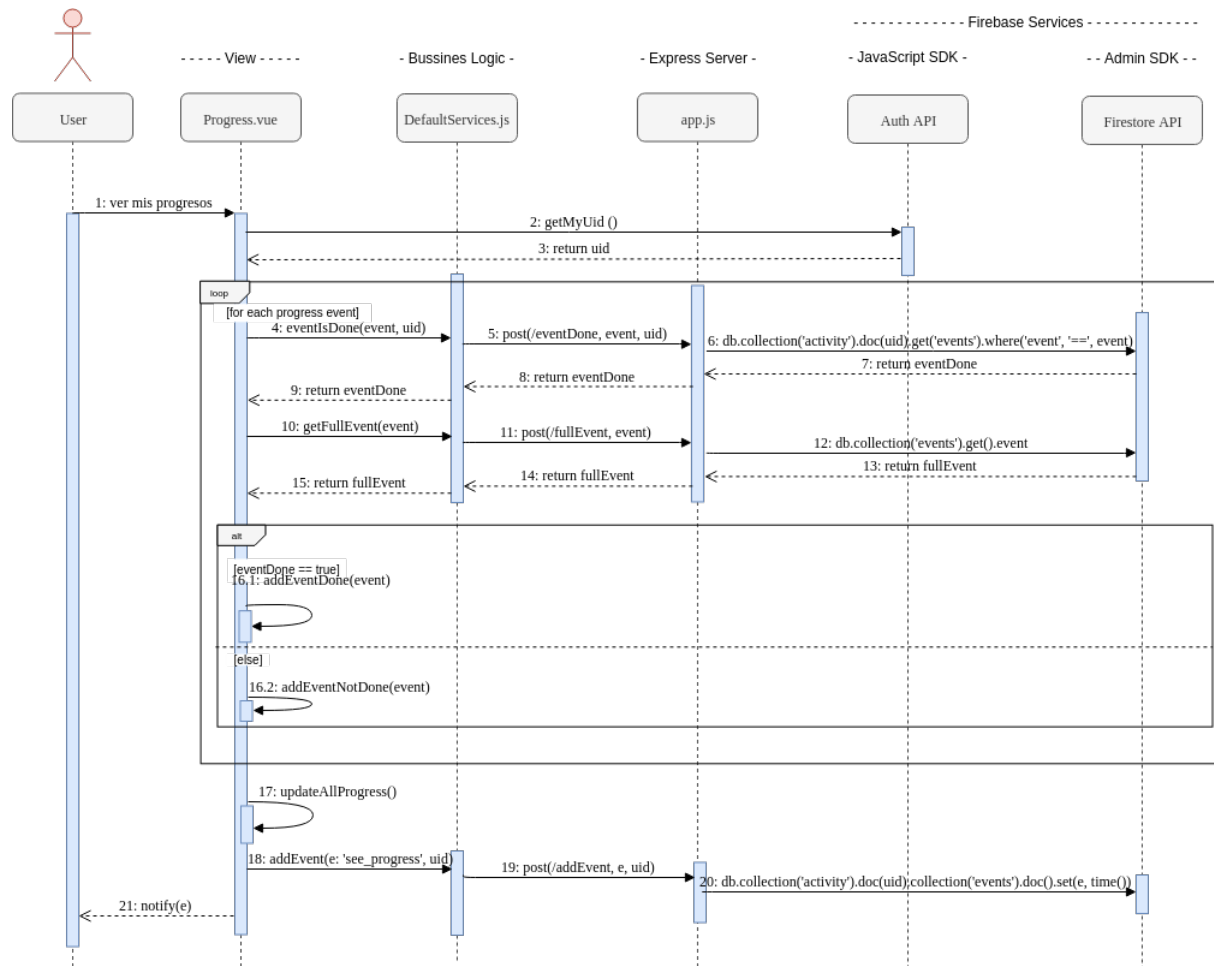 Firebase Services
View
Bussines Logic
Express Server
JavaScript SDK
Admin SDK
User
Progress.vue
DefaultServices.js
app.js
Auth API
Firestore API
1: ver mis progresos
2: getMyUid ()
3: return uid
loop
[for each progress event]
4: eventIsDone(event, uid)
5: post(/eventDone, event, uid)
6: db.collection('activity').doc(uid).get('events').where('event', '==', event)
7: return eventDone
8: return eventDone
9: return eventDone
10: getFullEvent(event)
11: post(/fullEvent, event)
12: db.collection('events').get().event
13: return fullEvent
14: return fullEvent
15: return fullEvent
alt
[eventDone == true]
16.1: addEventDone(event)
[else]
16.2: addEventNotDone(event)
17: updateAllProgress()
18: addEvent(e: 'see_progress', uid)
19: post(/addEvent, e, uid)
20: db.collection('activity').doc(uid).collection('events').doc().set(e, time())
21: notify(e)